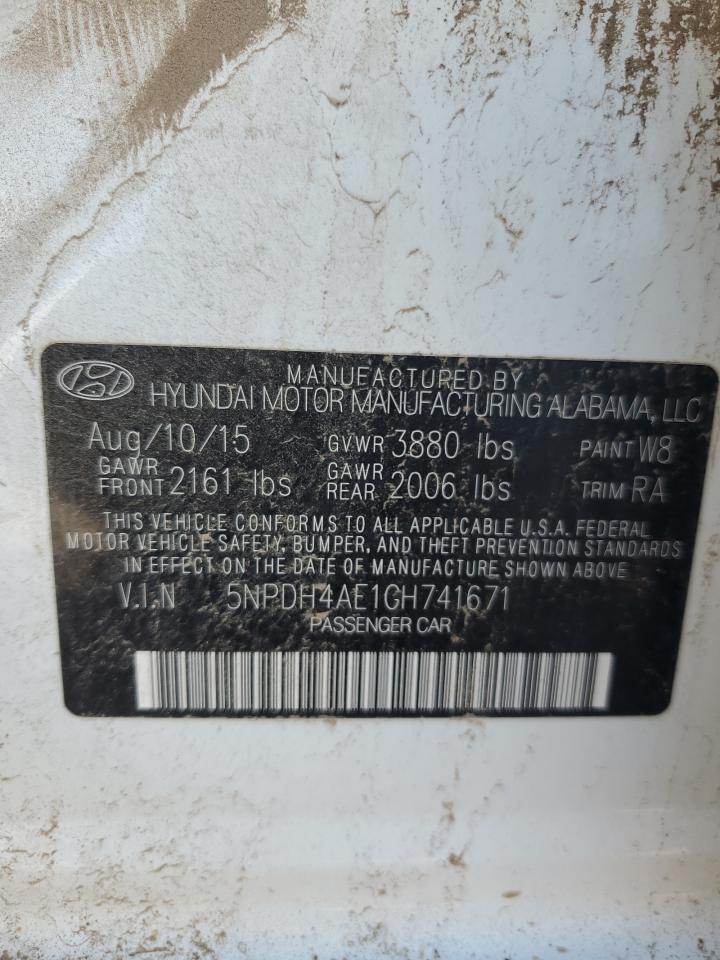 MANUFACTURED BY
HYUNDAI MOTOR MANUFACTURING ALABAMA, LLC
Aug/10/15 GVWR 3880 lbs PAINT W8
GAWR FRONT 2161 lbs GAWR REAR 2006 lbs TRIM RA
THIS VEHICLE CONFORMS TO ALL APPLICABLE U.S.A. FEDERAL
MOTOR VEHICLE SAFETY, BUMPER, AND THEFT PREVENTION STANDARDS
IN EFFECT ON THE DATE OF MANUFACTURE SHOWN ABOVE
V.I.N 5NPDH4AE1GH741671
PASSENGER CAR